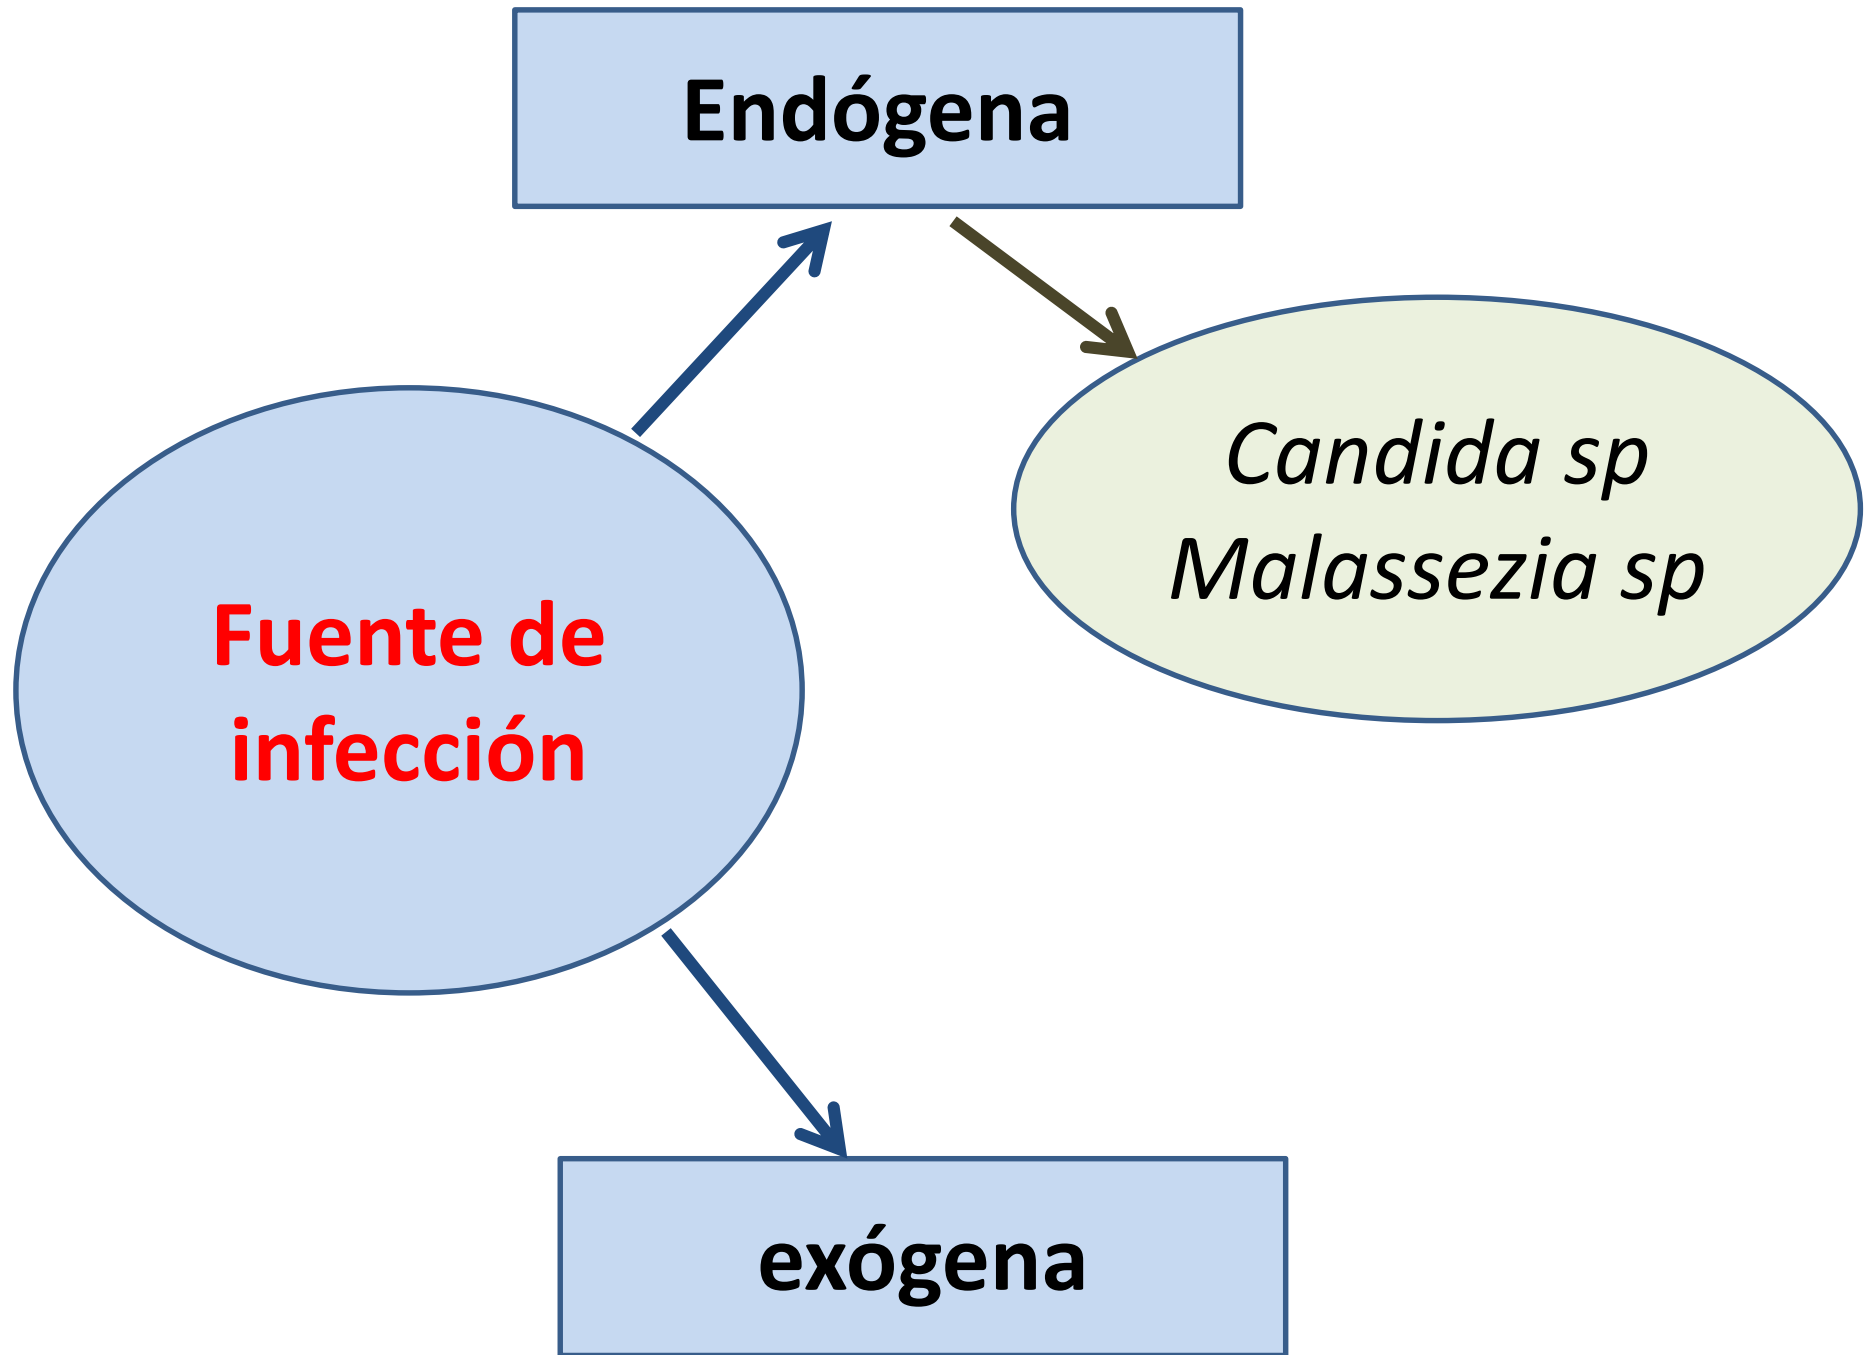 Endógena
Candida sp
Malassezia sp
Fuente de
infección
exógena